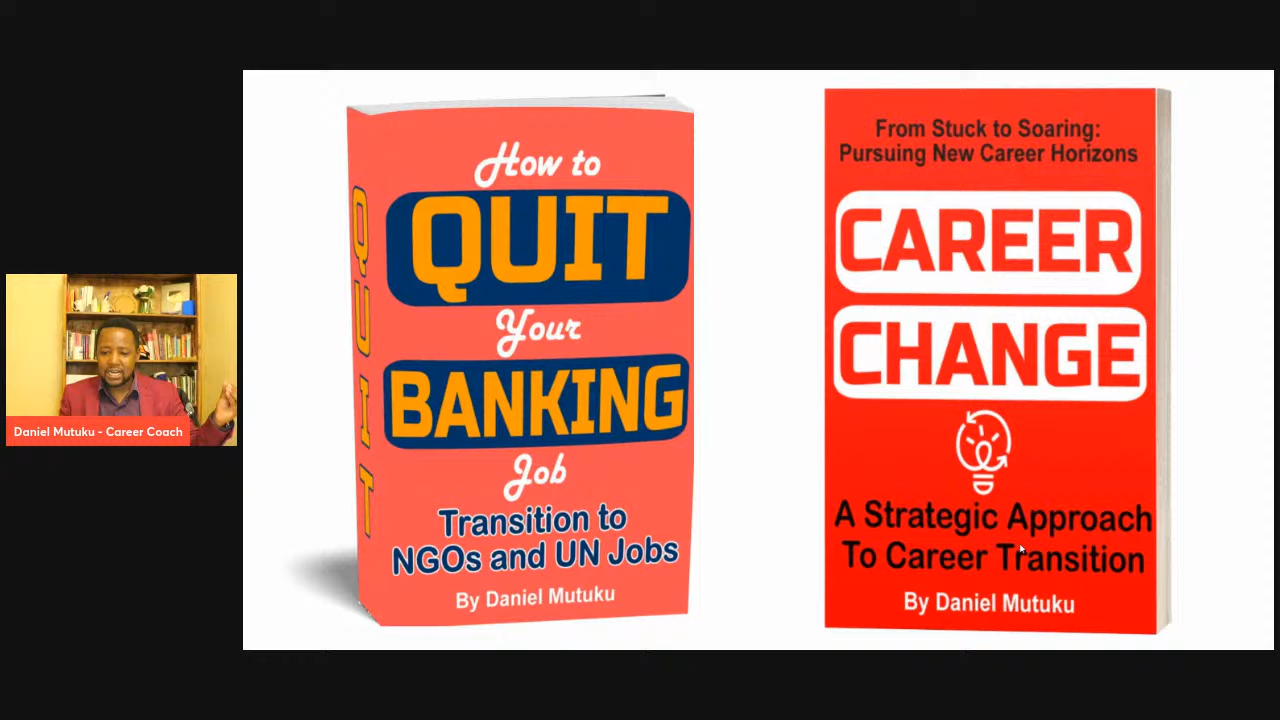 Daniel Mutuku - Career Coach
QUIT
How to
QUIT
Your
BANKING
Job
Transition to
NGOs and UN Jobs
By Daniel Mutuku
From Stuck to Soaring:
Pursuing New Career Horizons
CAREER
CHANGE
A Strategic Approach
To Career Transition
By Daniel Mutuku